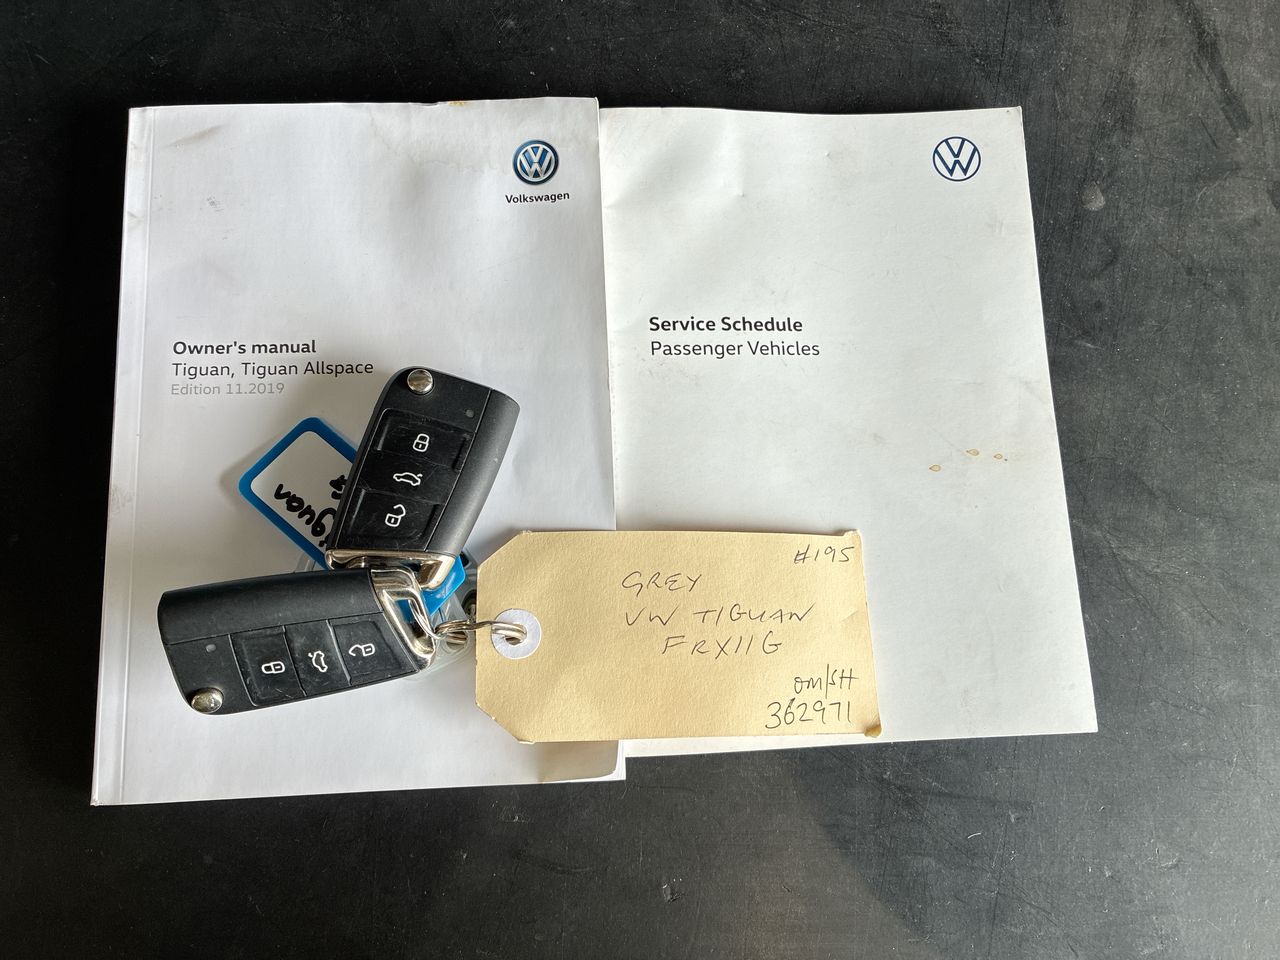 Volkswagen
Owner's manual
Tiguan, Tiguan Allspace
Edition 11.2019
Service Schedule
Passenger Vehicles
#195
GREY
VW TIGUAN
FRX11G
om/SH
362971